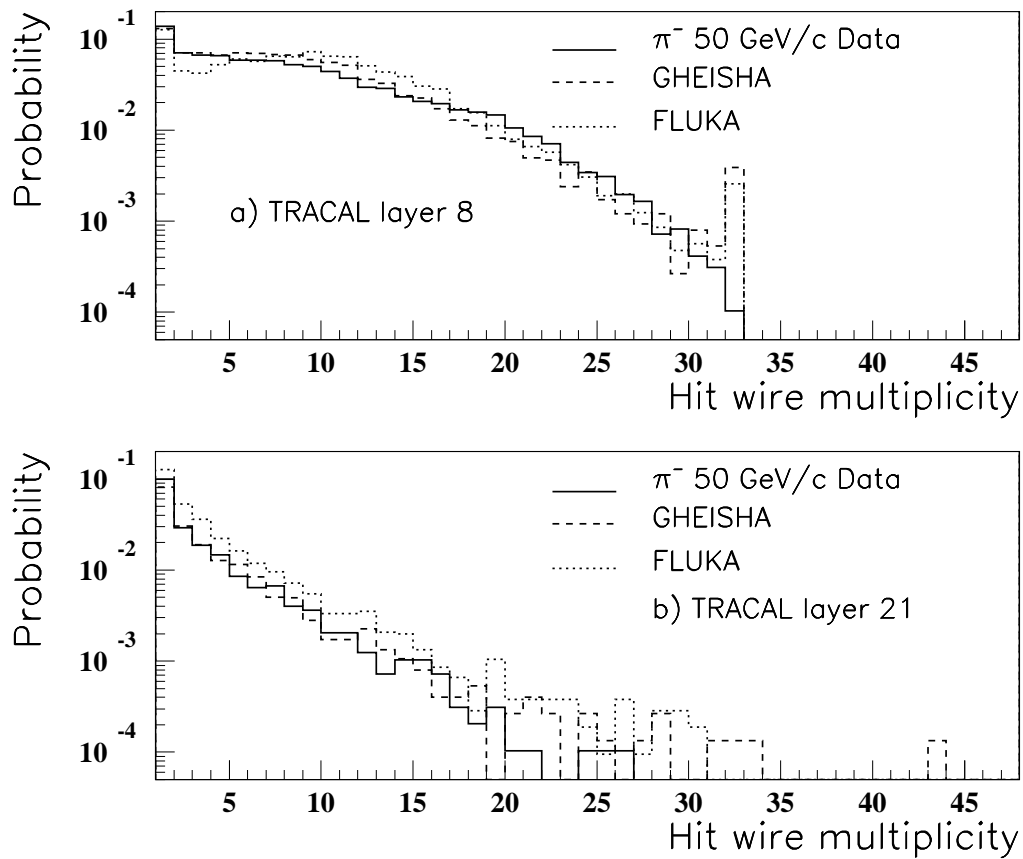 Probability
10⁻¹
10⁻²
10⁻³
10⁻⁴
π⁻ 50 GeV/c Data
GHEISHA
FLUKA
a) TRACAL layer 8
5 10 15 20 25 30 35 40 45
Hit wire multiplicity
Probability
10⁻¹
10⁻²
10⁻³
10⁻⁴
π⁻ 50 GeV/c Data
GHEISHA
FLUKA
b) TRACAL layer 21
5 10 15 20 25 30 35 40 45
Hit wire multiplicity